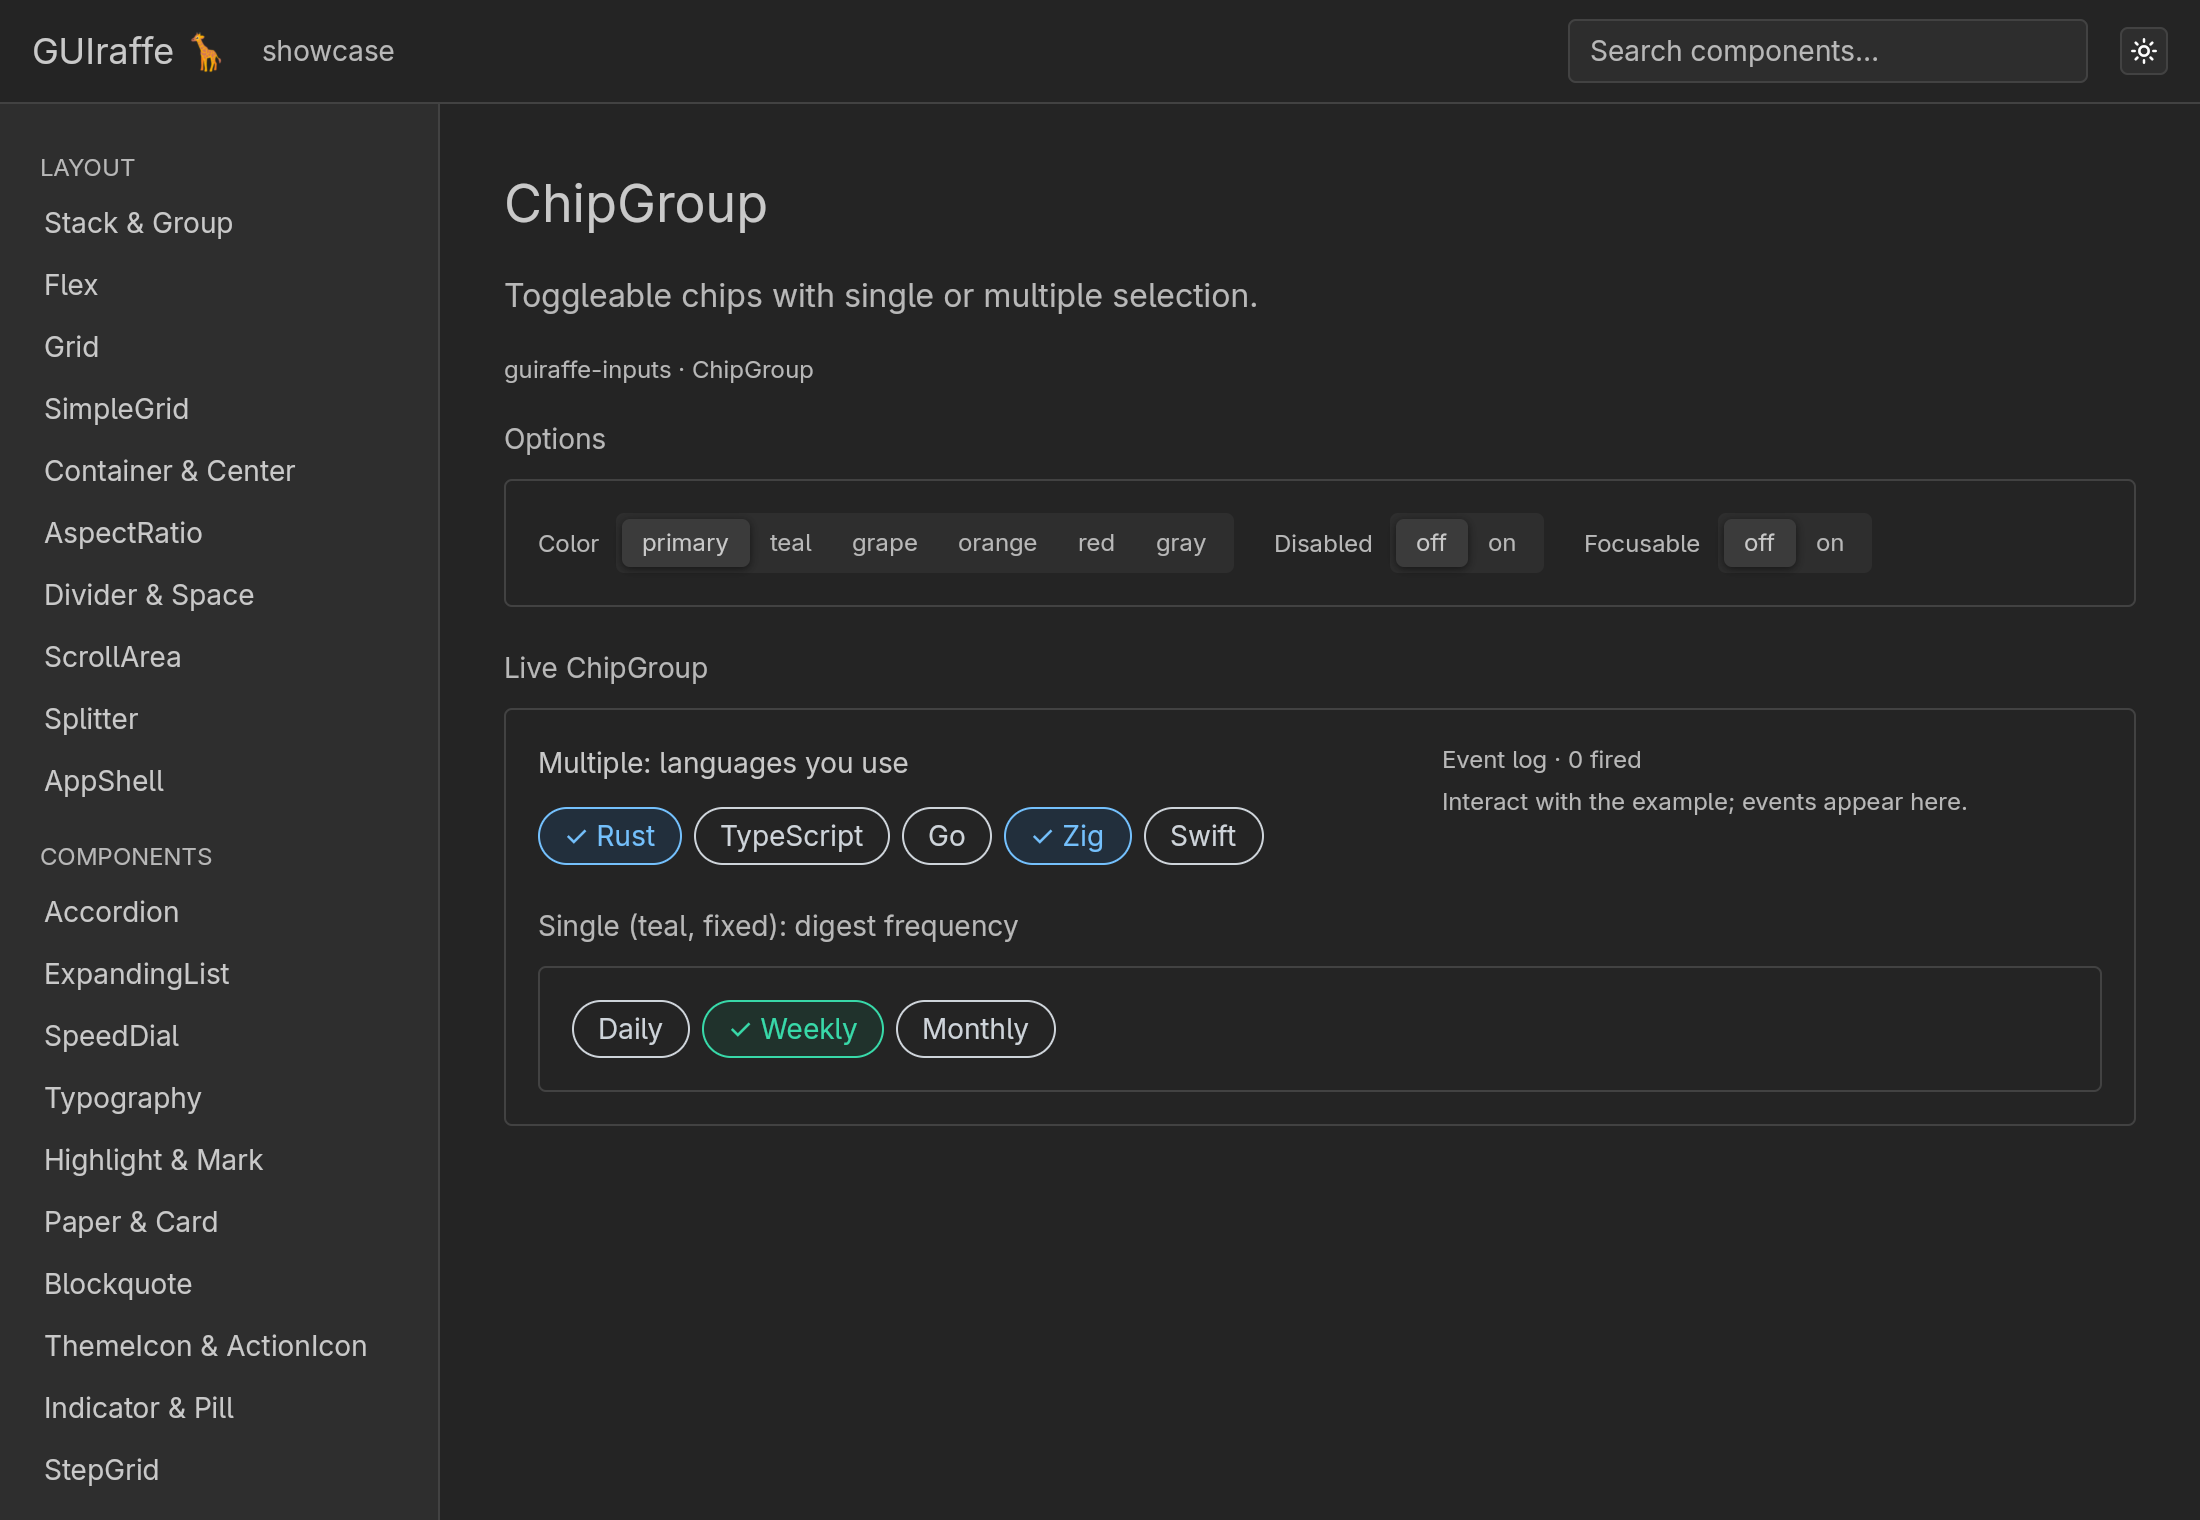 GUIraffe 🦒 showcase
Search components...
LAYOUT
Stack & Group
Flex
Grid
SimpleGrid
Container & Center
AspectRatio
Divider & Space
ScrollArea
Splitter
AppShell
COMPONENTS
Accordion
ExpandingList
SpeedDial
Typography
Highlight & Mark
Paper & Card
Blockquote
ThemeIcon & ActionIcon
Indicator & Pill
StepGrid
ChipGroup
Toggleable chips with single or multiple selection.
guiraffe-inputs · ChipGroup
Options
Color primary teal grape orange red gray Disabled off on Focusable off on
Live ChipGroup
Multiple: languages you use
Rust TypeScript Go Zig Swift
Event log · 0 fired
Interact with the example; events appear here.
Single (teal, fixed): digest frequency
Daily Weekly Monthly